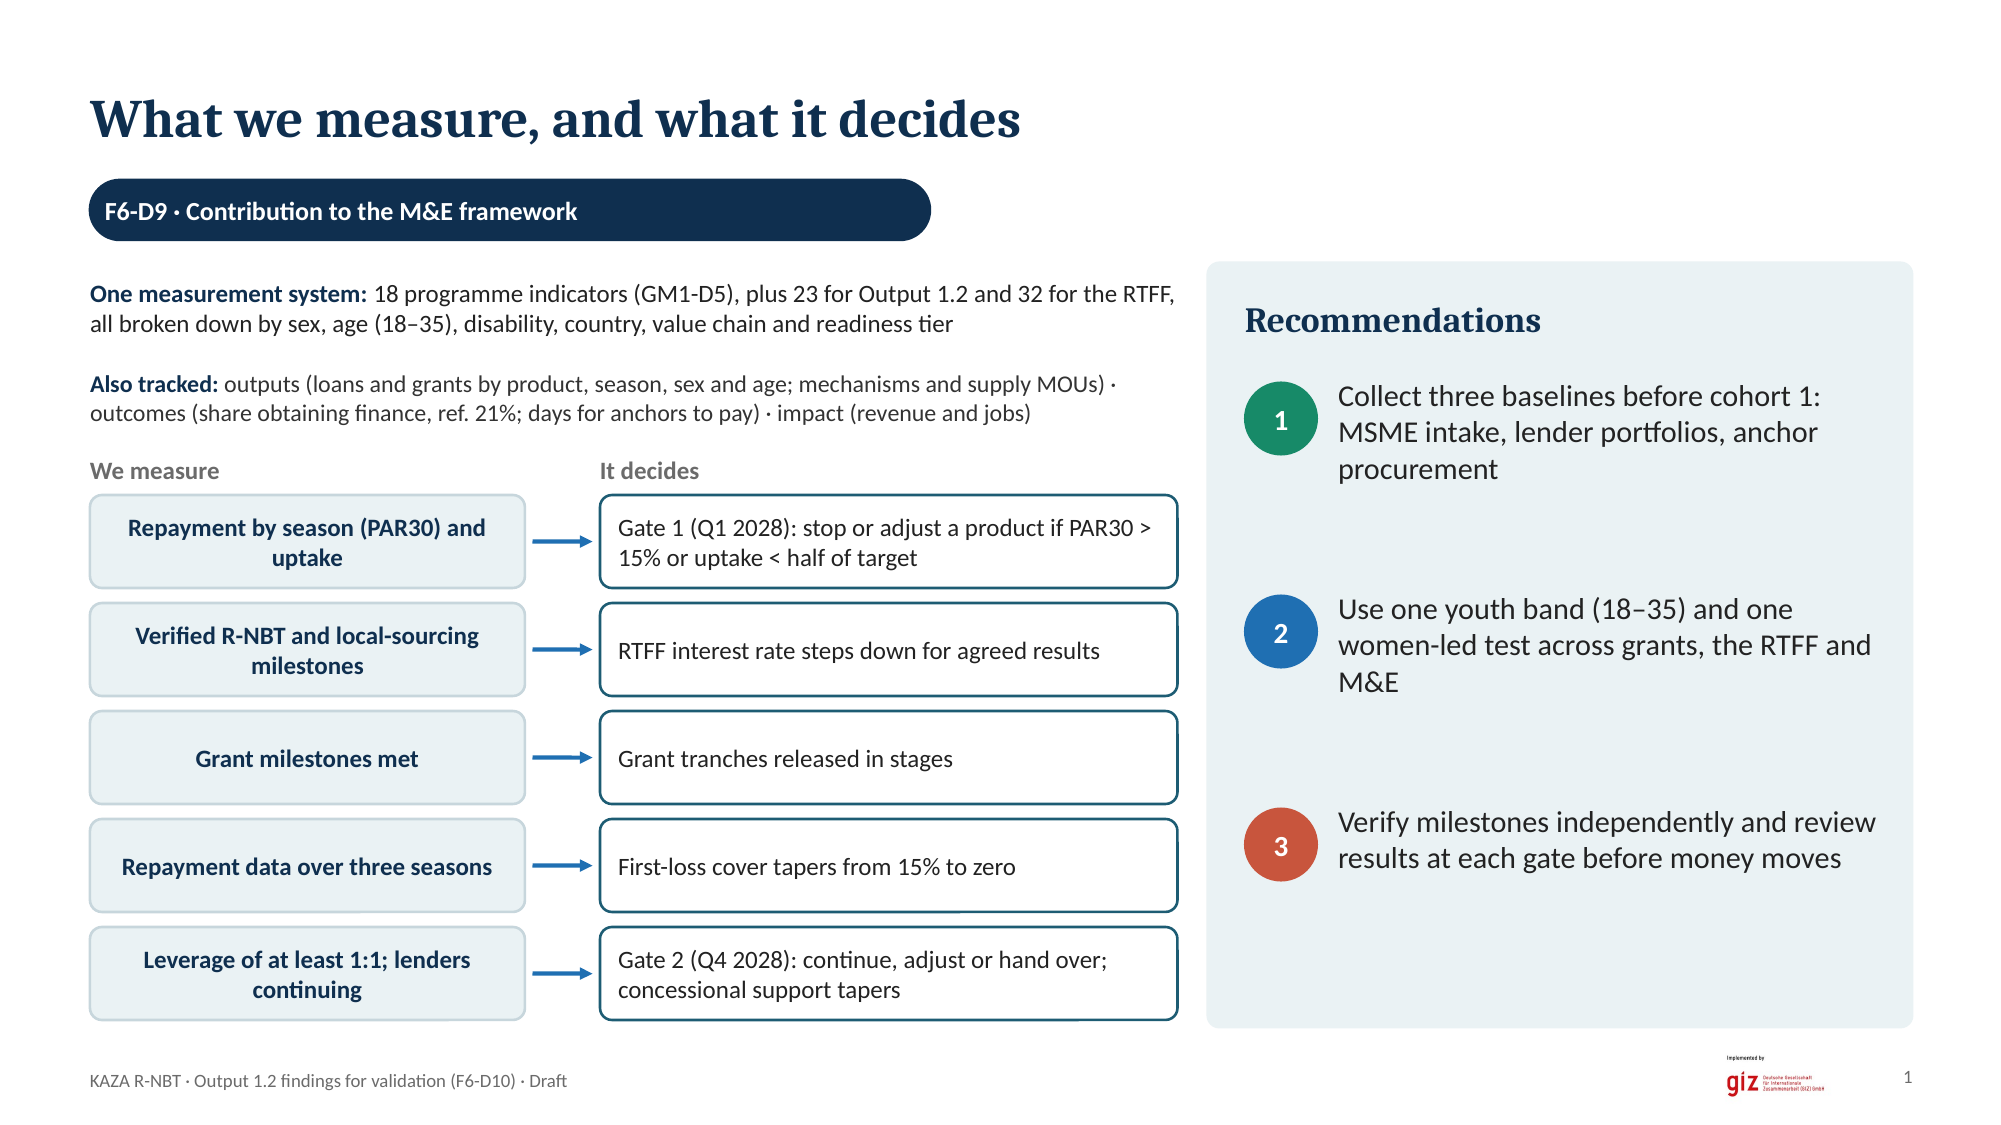 What we measure, and what it decides
F6-D9 · Contribution to the M&E framework
One measurement system: 18 programme indicators (GM1-D5), plus 23 for Output 1.2 and 32 for the RTFF,
all broken down by sex, age (18–35), disability, country, value chain and readiness tier
Also tracked: outputs (loans and grants by product, season, sex and age; mechanisms and supply MOUs) ·
outcomes (share obtaining finance, ref. 21%; days for anchors to pay) · impact (revenue and jobs)
We measure
It decides
Repayment by season (PAR30) and
uptake
Gate 1 (Q1 2028): stop or adjust a product if PAR30 >
15% or uptake < half of target
Verified R-NBT and local-sourcing
milestones
RTFF interest rate steps down for agreed results
Grant milestones met
Grant tranches released in stages
Repayment data over three seasons
First-loss cover tapers from 15% to zero
Leverage of at least 1:1; lenders
continuing
Gate 2 (Q4 2028): continue, adjust or hand over;
concessional support tapers
Recommendations
1
Collect three baselines before cohort 1:
MSME intake, lender portfolios, anchor
procurement
2
Use one youth band (18–35) and one
women-led test across grants, the RTFF and
M&E
3
Verify milestones independently and review
results at each gate before money moves
KAZA R-NBT · Output 1.2 findings for validation (F6-D10) · Draft
Implemented by
giz
Deutsche Gesellschaft
für Internationale
Zusammenarbeit (GIZ) GmbH
1